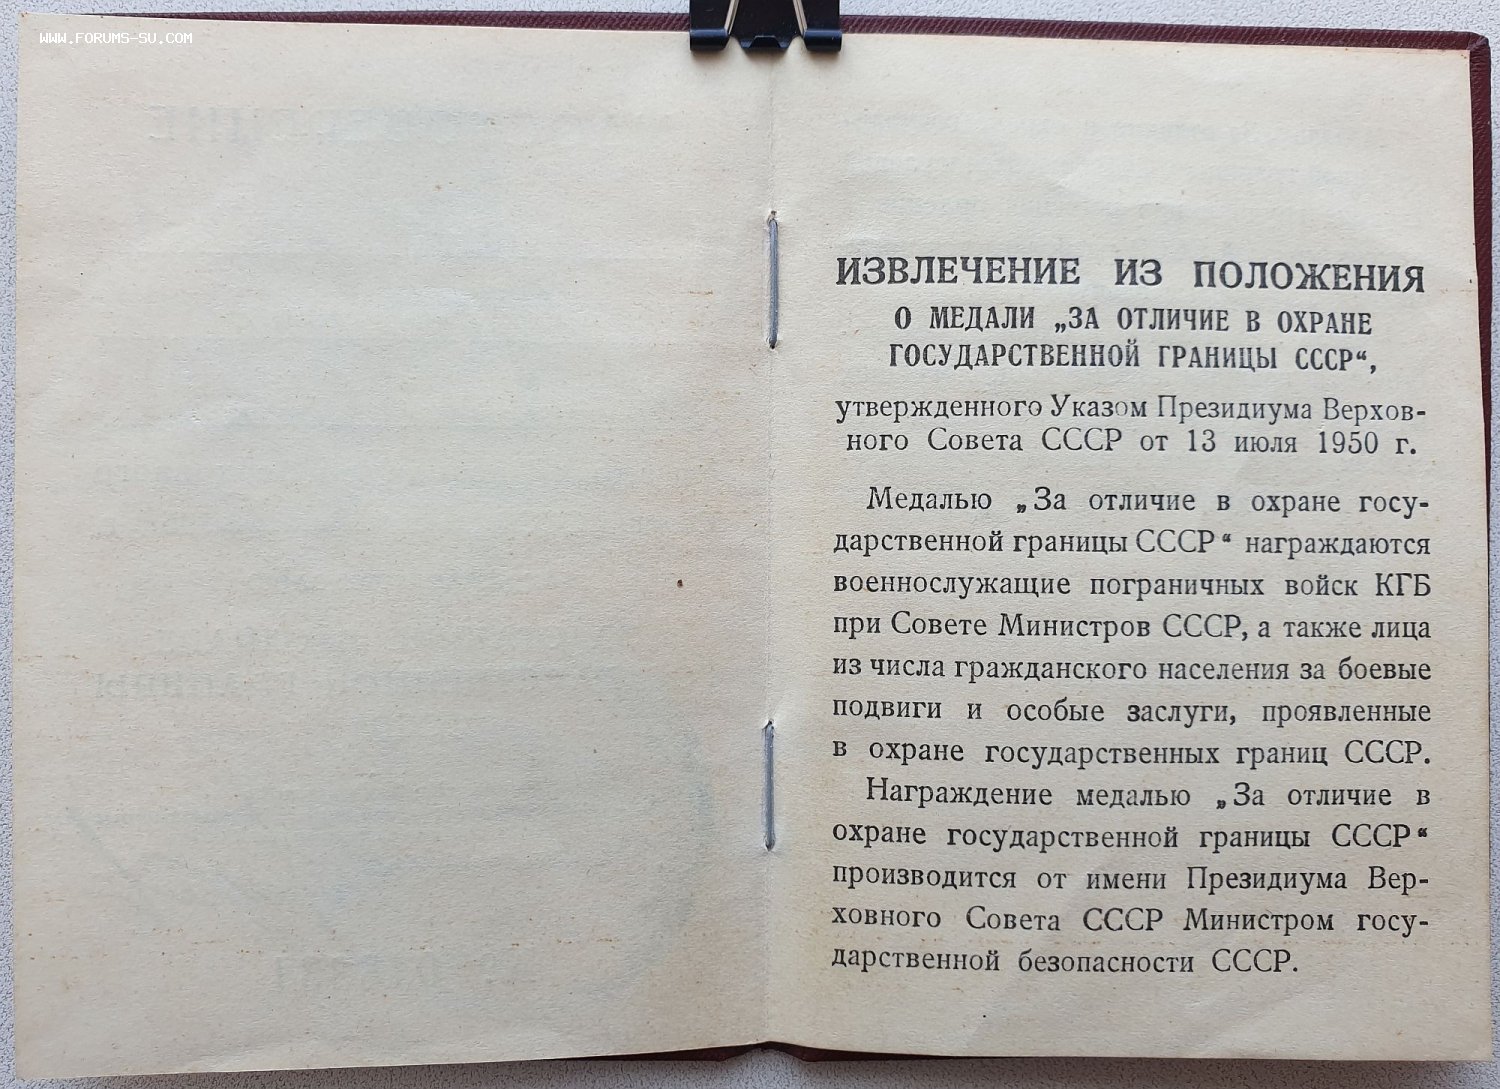 WWW.FORUMS-SU.COM
ИЗВЛЕЧЕНИЕ ИЗ ПОЛОЖЕНИЯ
О МЕДАЛИ „ЗА ОТЛИЧИЕ В ОХРАНЕ
ГОСУДАРСТВЕННОЙ ГРАНИЦЫ СССР“,
утвержденного Указом Президиума Верхов-
ного Совета СССР от 13 июля 1950 г.
Медалью „За отличие в охране госу-
дарственной границы СССР“ награждаются
военнослужащие пограничных войск КГБ
при Совете Министров СССР, а также лица
из числа гражданского населения за боевые
подвиги и особые заслуги, проявленные
в охране государственных границ СССР.
Награждение медалью „За отличие в
охране государственной границы СССР“
производится от имени Президиума Вер-
ховного Совета СССР Министром госу-
дарственной безопасности СССР.